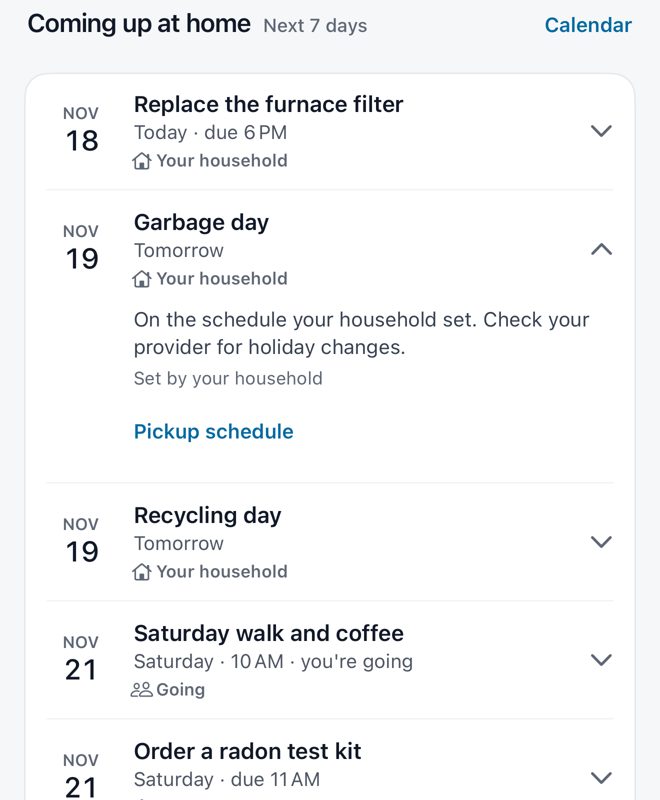 Coming up at home Next 7 days Calendar
NOV
18
Replace the furnace filter
Today · due 6 PM
Your household
NOV
19
Garbage day
Tomorrow
Your household
On the schedule your household set. Check your
provider for holiday changes.
Set by your household
Pickup schedule
NOV
19
Recycling day
Tomorrow
Your household
NOV
21
Saturday walk and coffee
Saturday · 10 AM · you're going
Going
NOV
21
Order a radon test kit
Saturday · due 11 AM